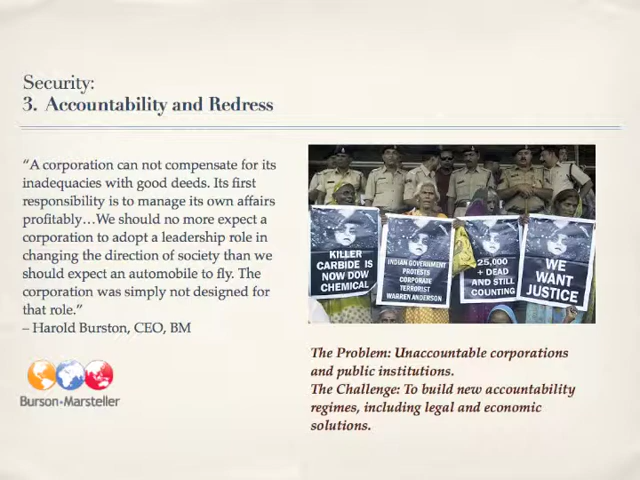 Security:
3. Accountability and Redress
“A corporation can not compensate for its
inadequacies with good deeds. Its first
responsibility is to manage its own affairs
profitably…We should no more expect a
corporation to adopt a leadership role in
changing the direction of society than we
should expect an automobile to fly. The
corporation was simply not designed for
that role.”
– Harold Burston, CEO, BM
Burson•Marsteller
KILLER
CARBIDE IS
NOW DOW
CHEMICAL
INDIAN GOVERNMENT
PROTESTS
CORPORATE
TERRORIST
WARREN ANDERSON
25,000
+ DEAD
AND STILL
COUNTING
WE
WANT
JUSTICE
The Problem: Unaccountable corporations
and public institutions.
The Challenge: To build new accountability
regimes, including legal and economic
solutions.